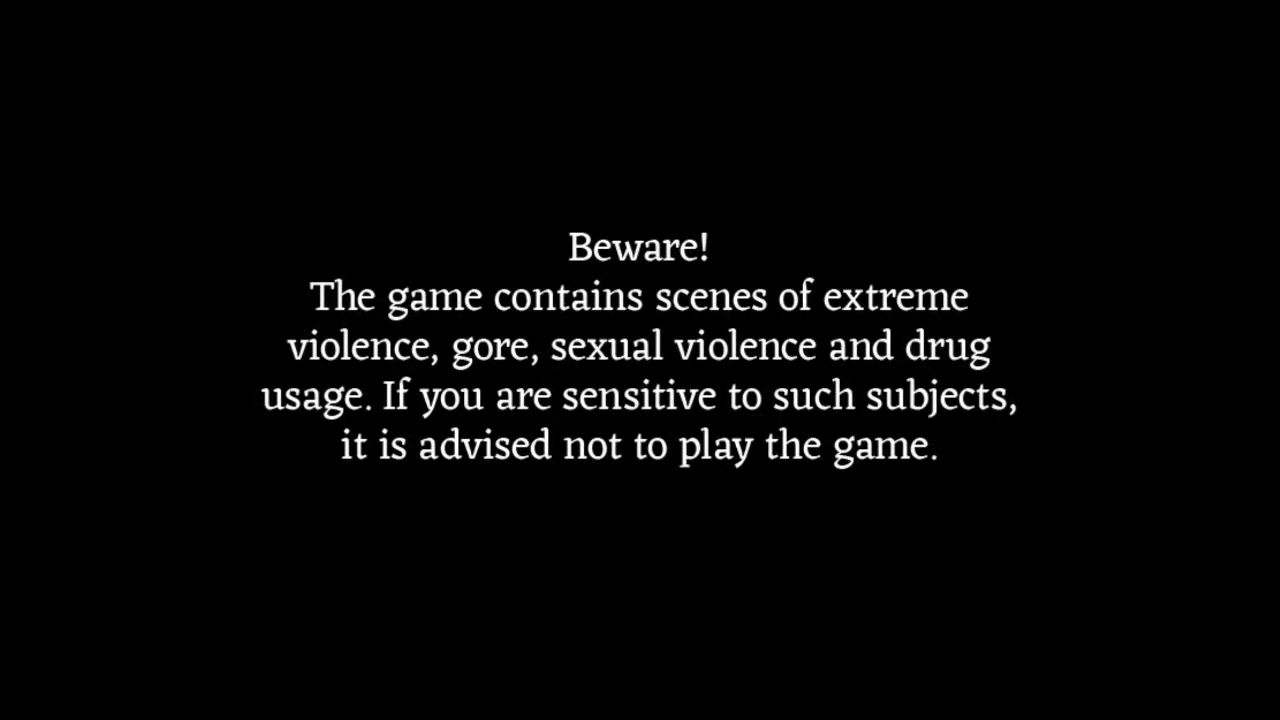 Beware!
The game contains scenes of extreme
violence, gore, sexual violence and drug
usage. If you are sensitive to such subjects,
it is advised not to play the game.